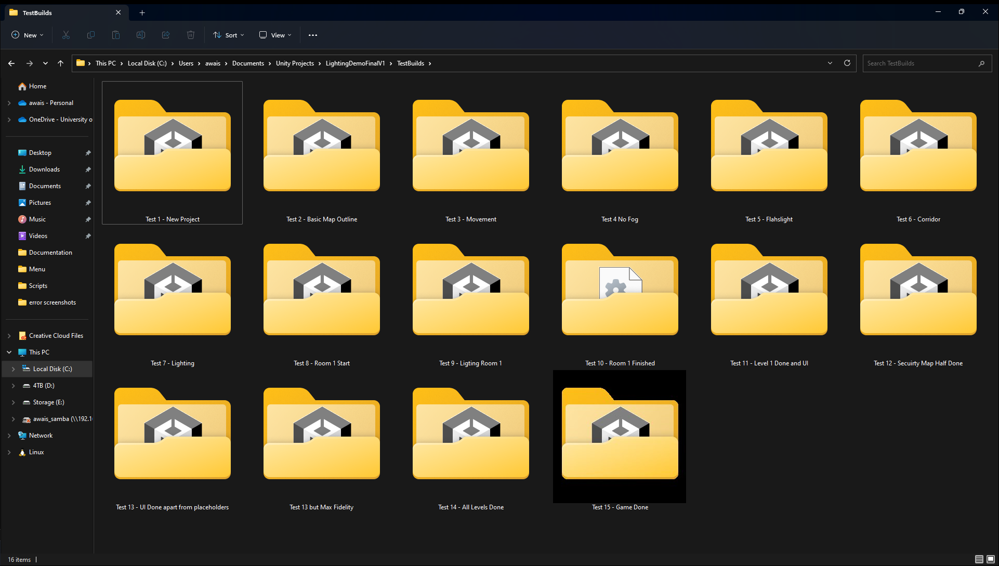 TestBuilds
New
Sort
View
This PC > Local Disk (C:) > Users > awais > Documents > Unity Projects > LightingDemoFinalV1 > TestBuilds >
Search TestBuilds
Home
awais - Personal
OneDrive - University o
Desktop
Downloads
Documents
Pictures
Music
Videos
Documentation
Menu
Scripts
error screenshots
Creative Cloud Files
This PC
Local Disk (C:)
4TB (D:)
Storage (E:)
awais_samba (\\192.1
Network
Linux
Test 1 - New Project
Test 2 - Basic Map Outline
Test 3 - Movement
Test 4 No Fog
Test 5 - Flahslight
Test 6 - Corridor
Test 7 - Lighting
Test 8 - Room 1 Start
Test 9 - Ligting Room 1
Test 10 - Room 1 Finished
Test 11 - Level 1 Done and UI
Test 12 - Secuirty Map Half Done
Test 13 - UI Done apart from placeholders
Test 13 but Max Fidelity
Test 14 - All Levels Done
Test 15 - Game Done
16 items